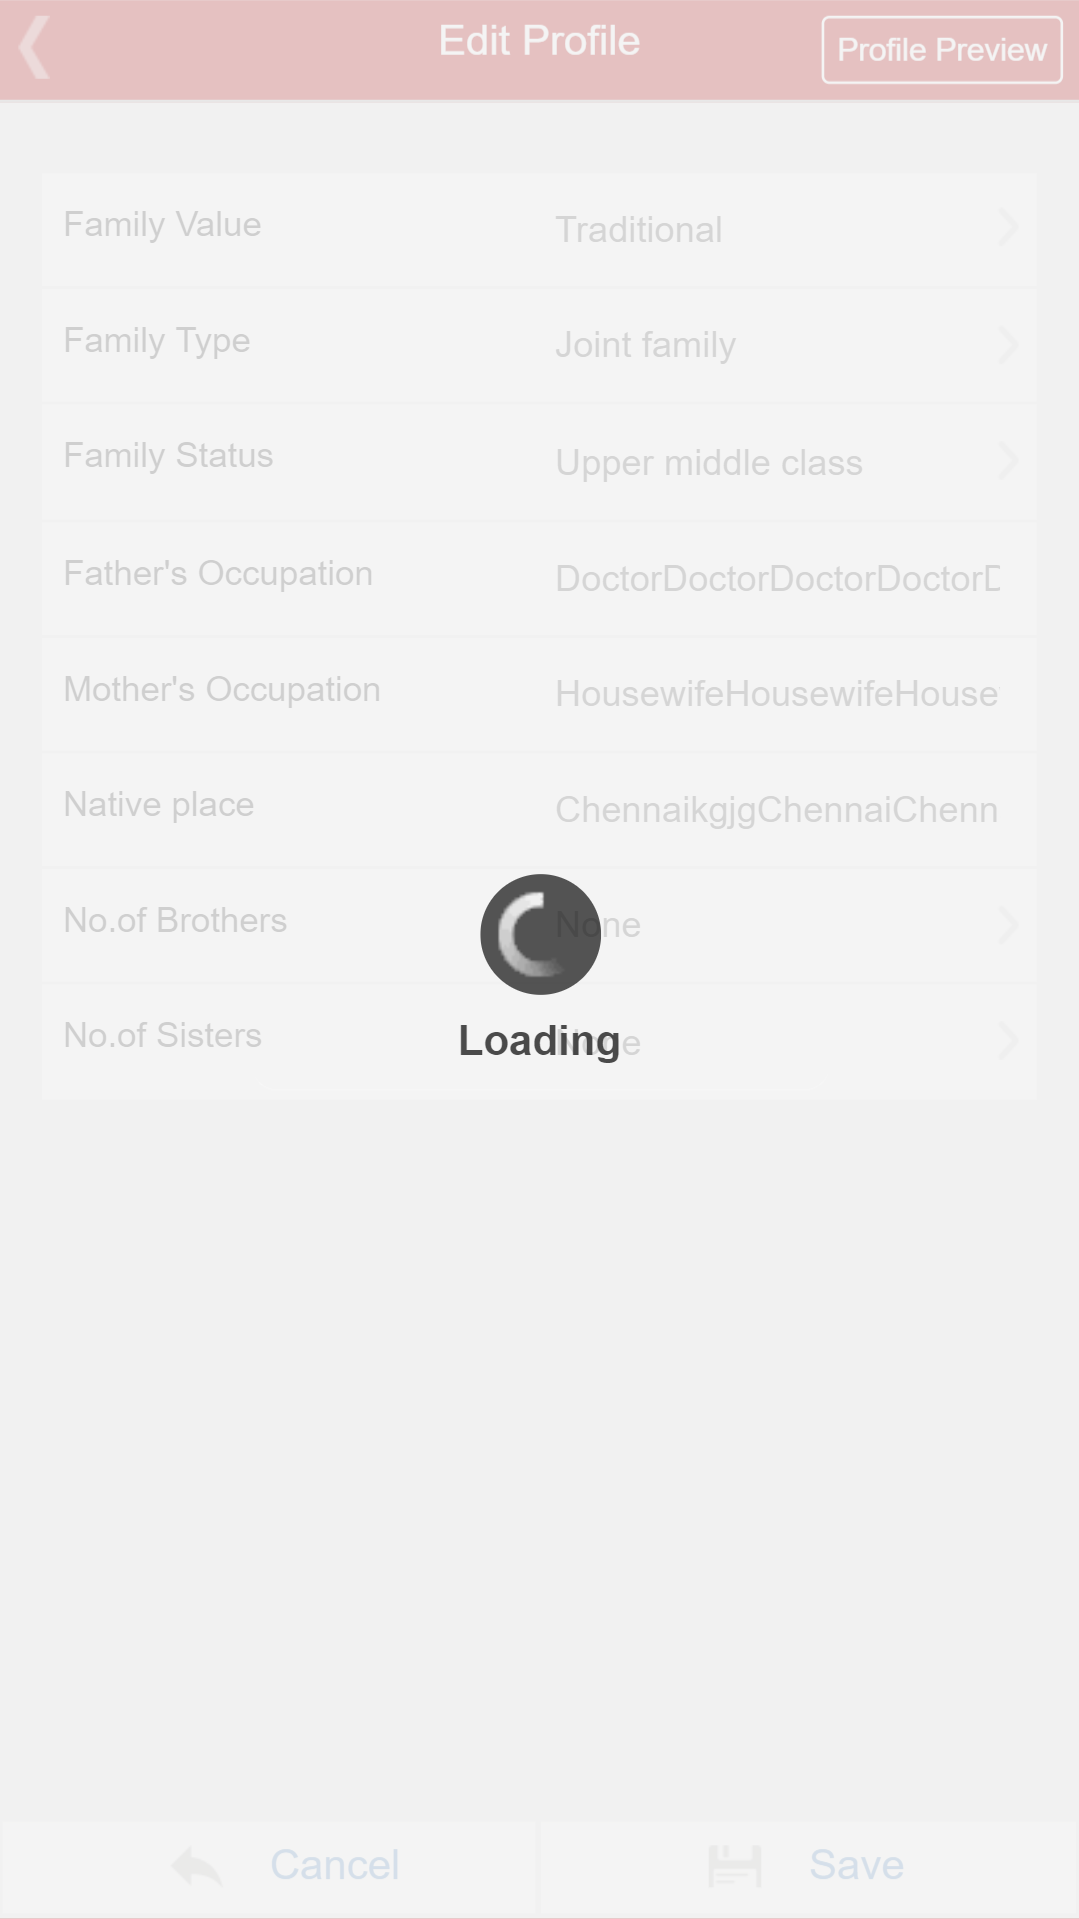 Edit Profile
Profile Preview
Family Value Traditional
Family Type Joint family
Family Status Upper middle class
Father's Occupation DoctorDoctorDoctorDoctorD
Mother's Occupation HousewifeHousewifeHouse
Native place ChennaikgjgChennaiChenn
No.of Brothers None
No.of Sisters None
Loading
Cancel Save